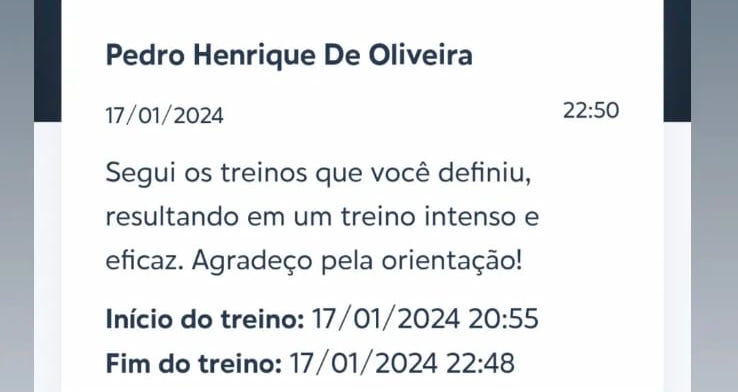 Pedro Henrique De Oliveira
17/01/2024
22:50
Segui os treinos que você definiu,
resultando em um treino intenso e
eficaz. Agradeço pela orientação!
Início do treino: 17/01/2024 20:55
Fim do treino: 17/01/2024 22:48